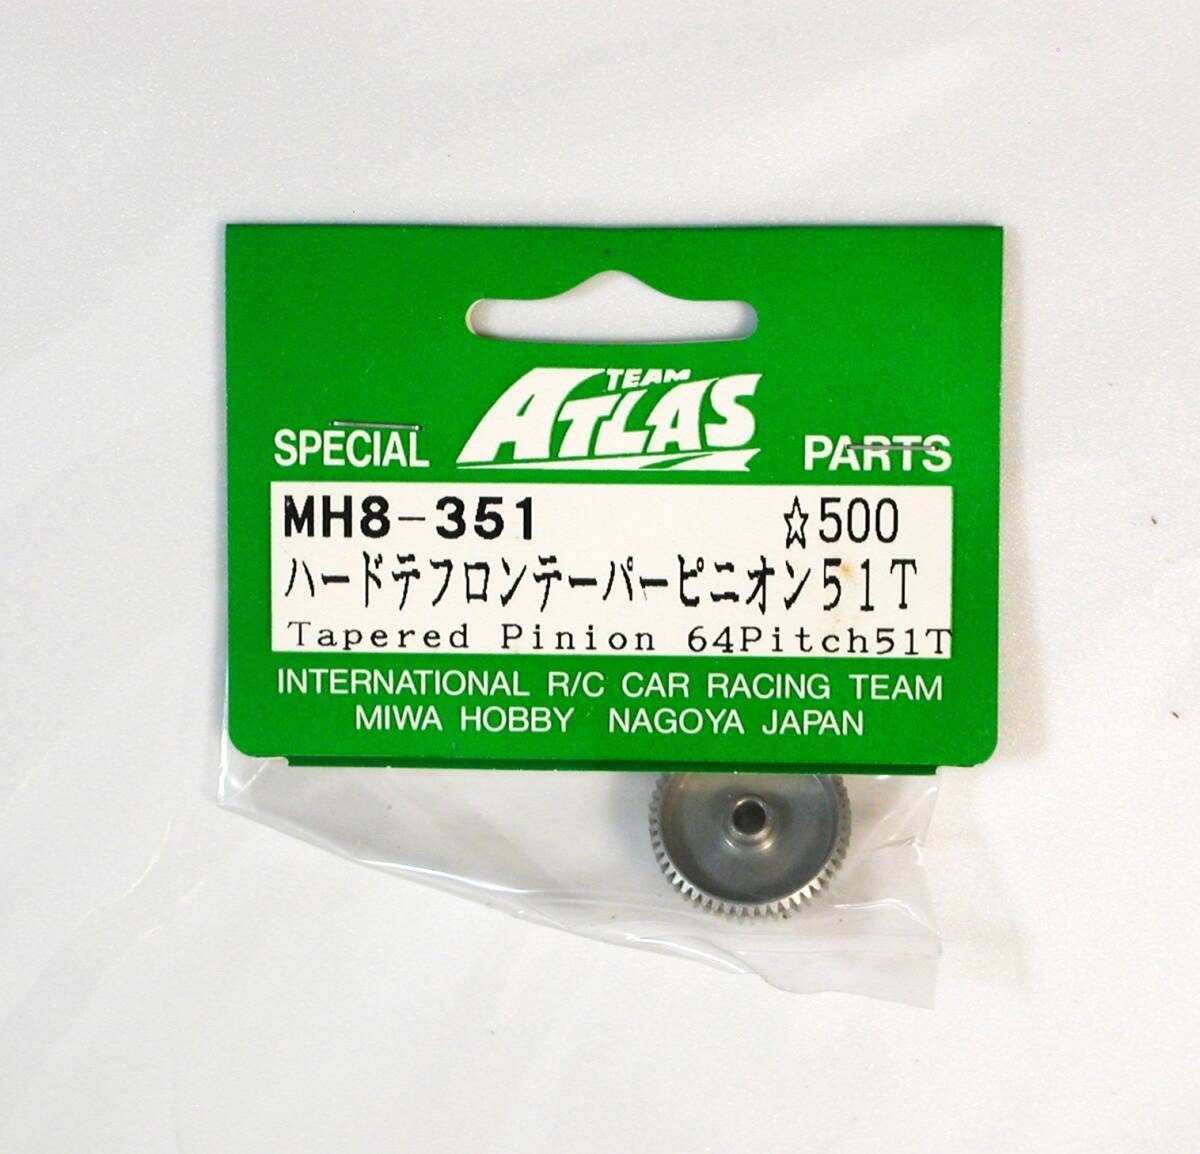 TEAM
ATLAS
SPECIAL PARTS
MH8-351 ☆500
ハードテフロンテーパーピニオン51T
Tapered Pinion 64Pitch51T
INTERNATIONAL R/C CAR RACING TEAM
MIWA HOBBY NAGOYA JAPAN